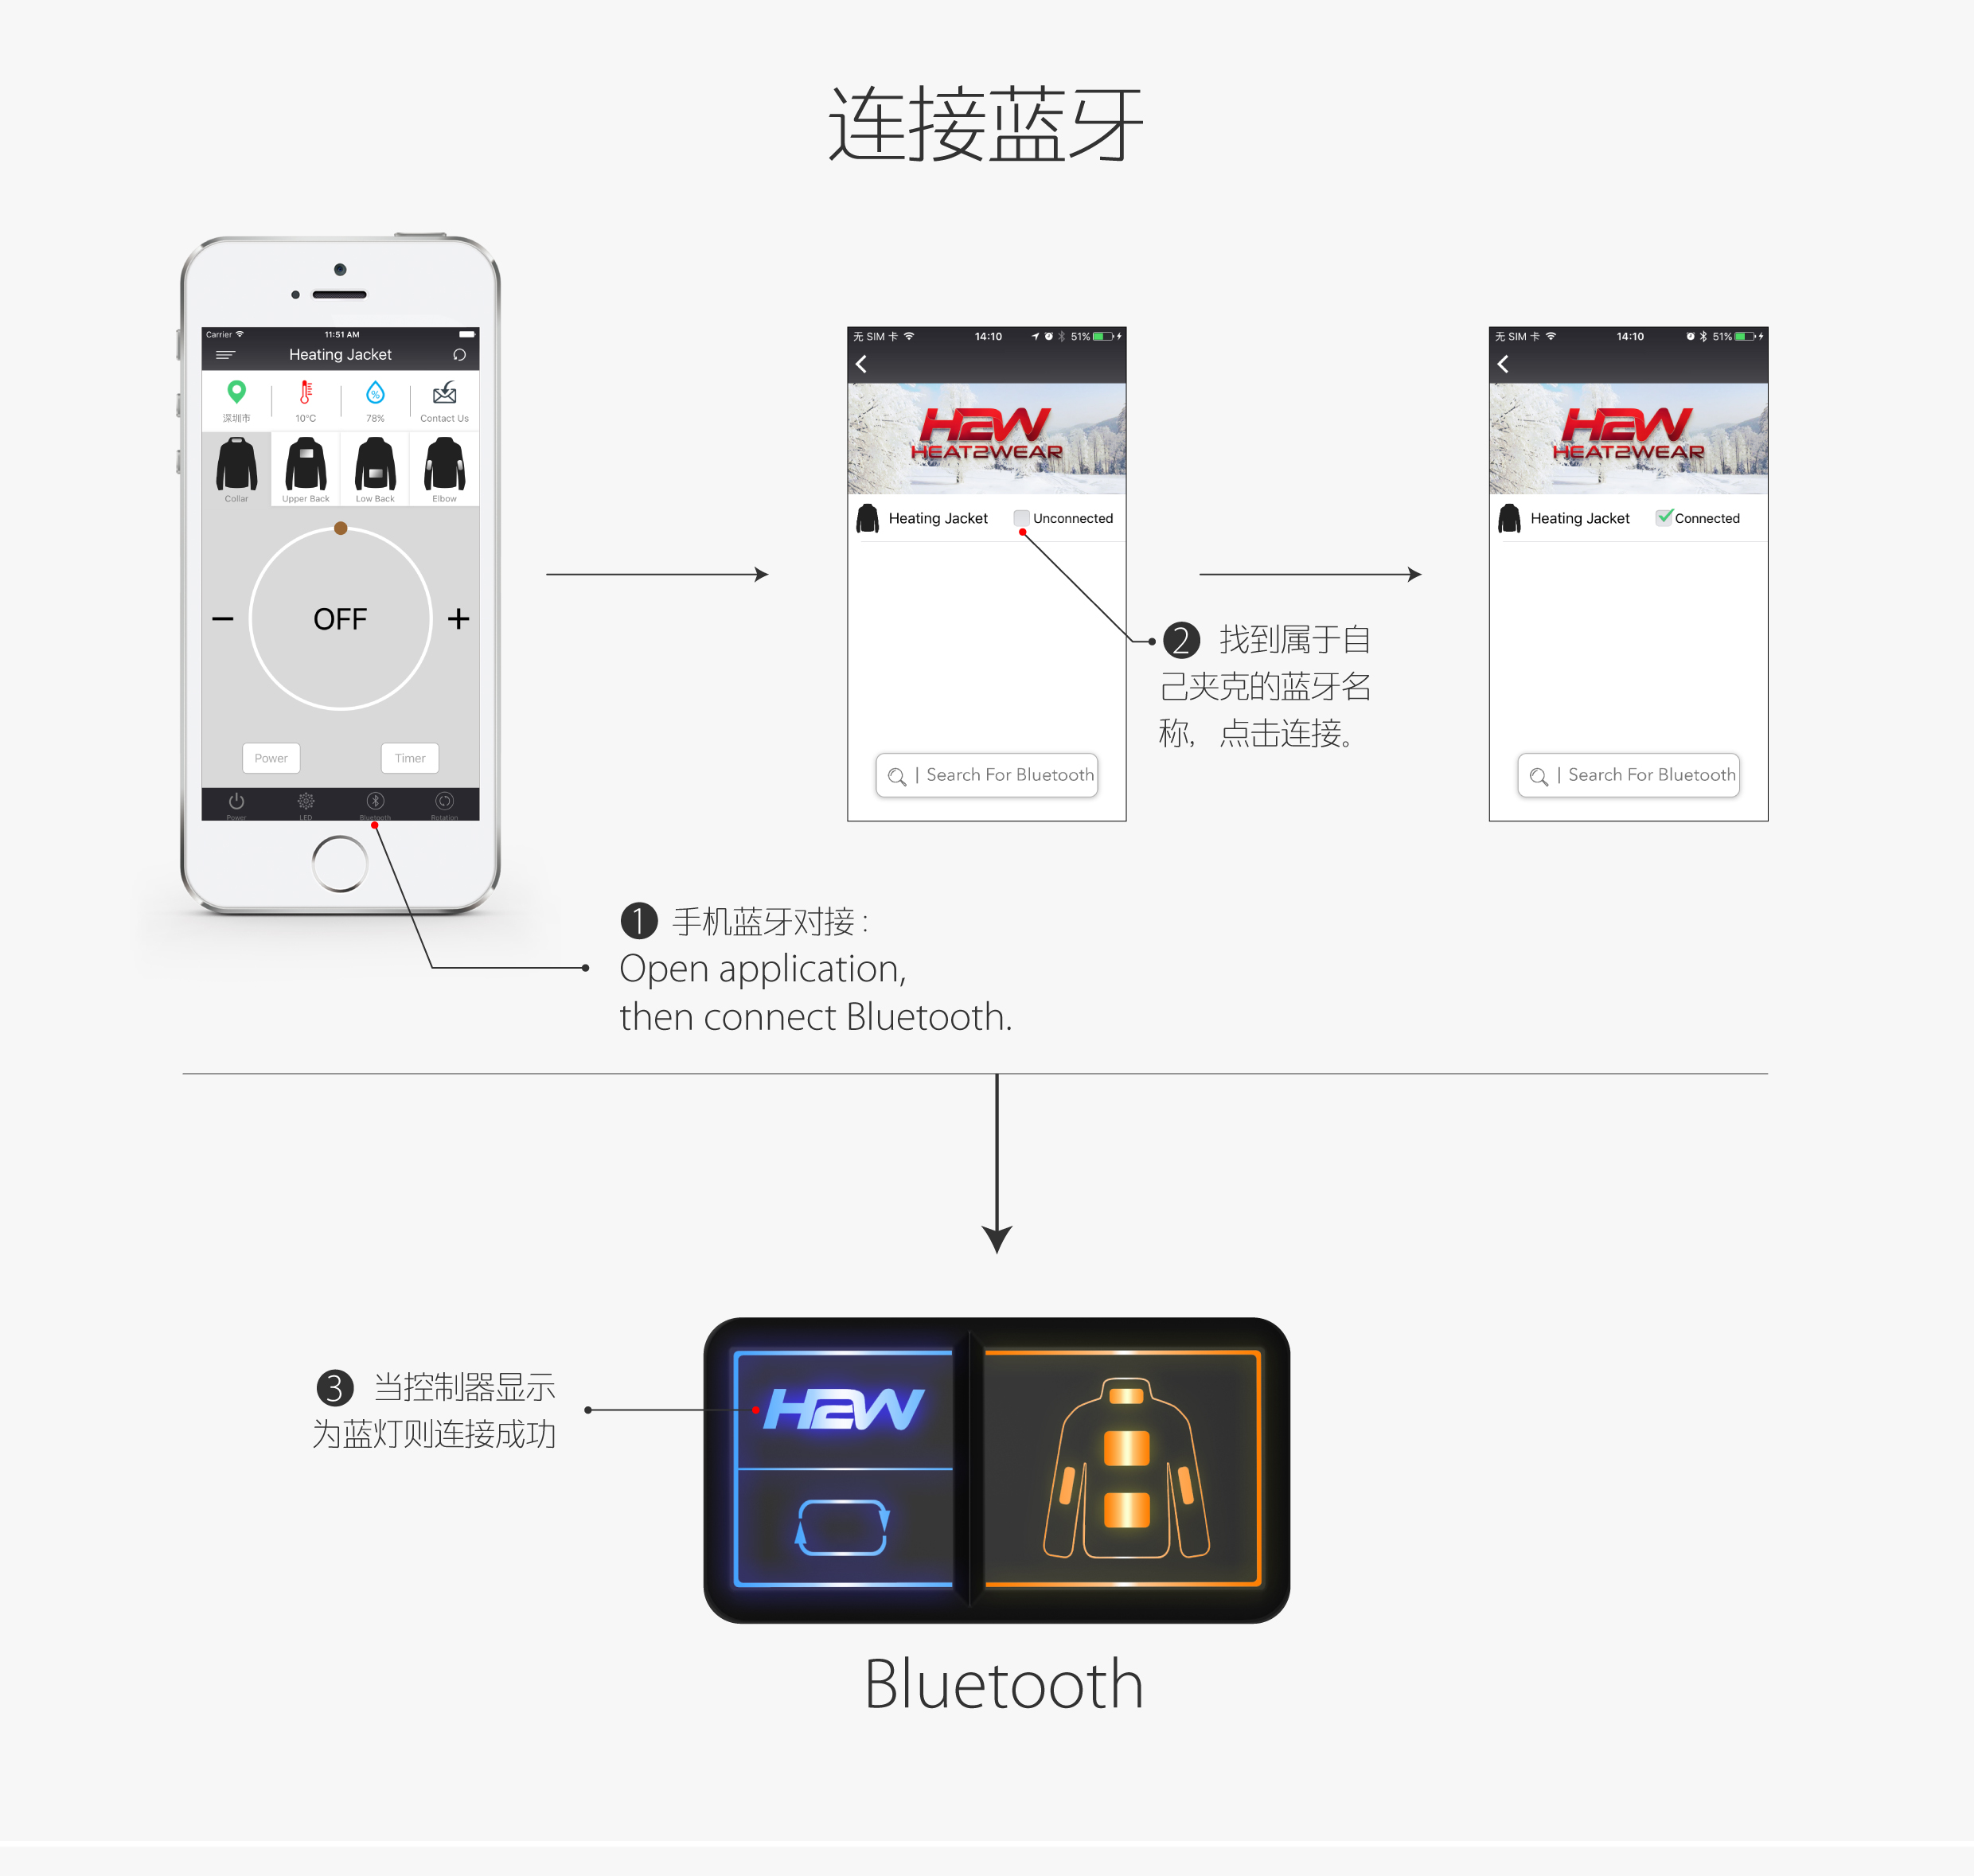 连接蓝牙
Carrier 11:51 AM
Heating Jacket
深圳市 10°C % 78% Contact Us
Collar Upper Back Low Back Elbow
− OFF +
Power Timer
Power LED Bluetooth Rotation
无 SIM 卡 14:10 51%
H2W
HEAT2WEAR
Heating Jacket Unconnected
Search For Bluetooth
2 找到属于自
己夹克的蓝牙名
称，点击连接。
无 SIM 卡 14:10 51%
H2W
HEAT2WEAR
Heating Jacket Connected
Search For Bluetooth
1 手机蓝牙对接：
Open application,
then connect Bluetooth.
3 当控制器显示
为蓝灯则连接成功
H2W
Bluetooth